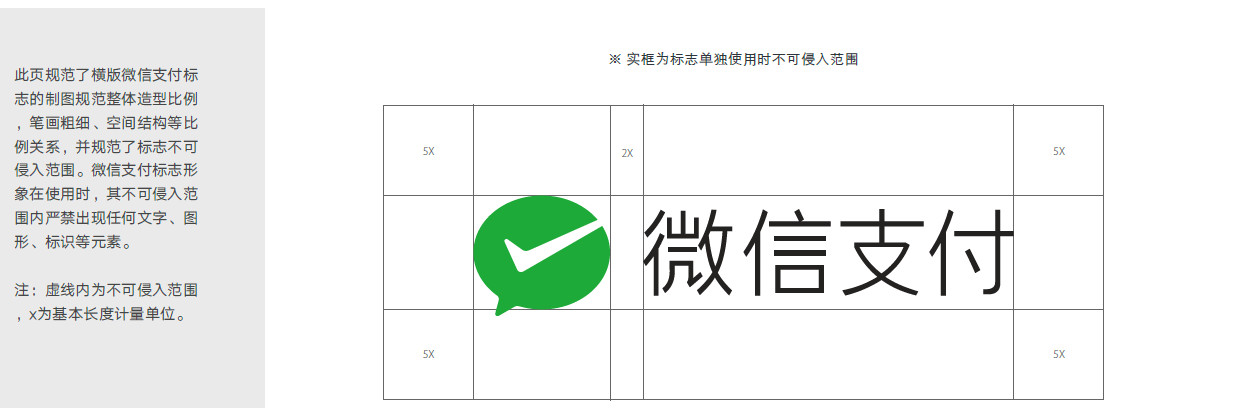 此页规范了横版微信支付标
志的制图规范整体造型比例
，笔画粗细、空间结构等比
例关系，并规范了标志不可
侵入范围。微信支付标志形
象在使用时，其不可侵入范
围内严禁出现任何文字、图
形、标识等元素。
注：虚线内为不可侵入范围
，x为基本长度计量单位。
※ 实框为标志单独使用时不可侵入范围
5X
2X
5X
微信支付
5X
5X